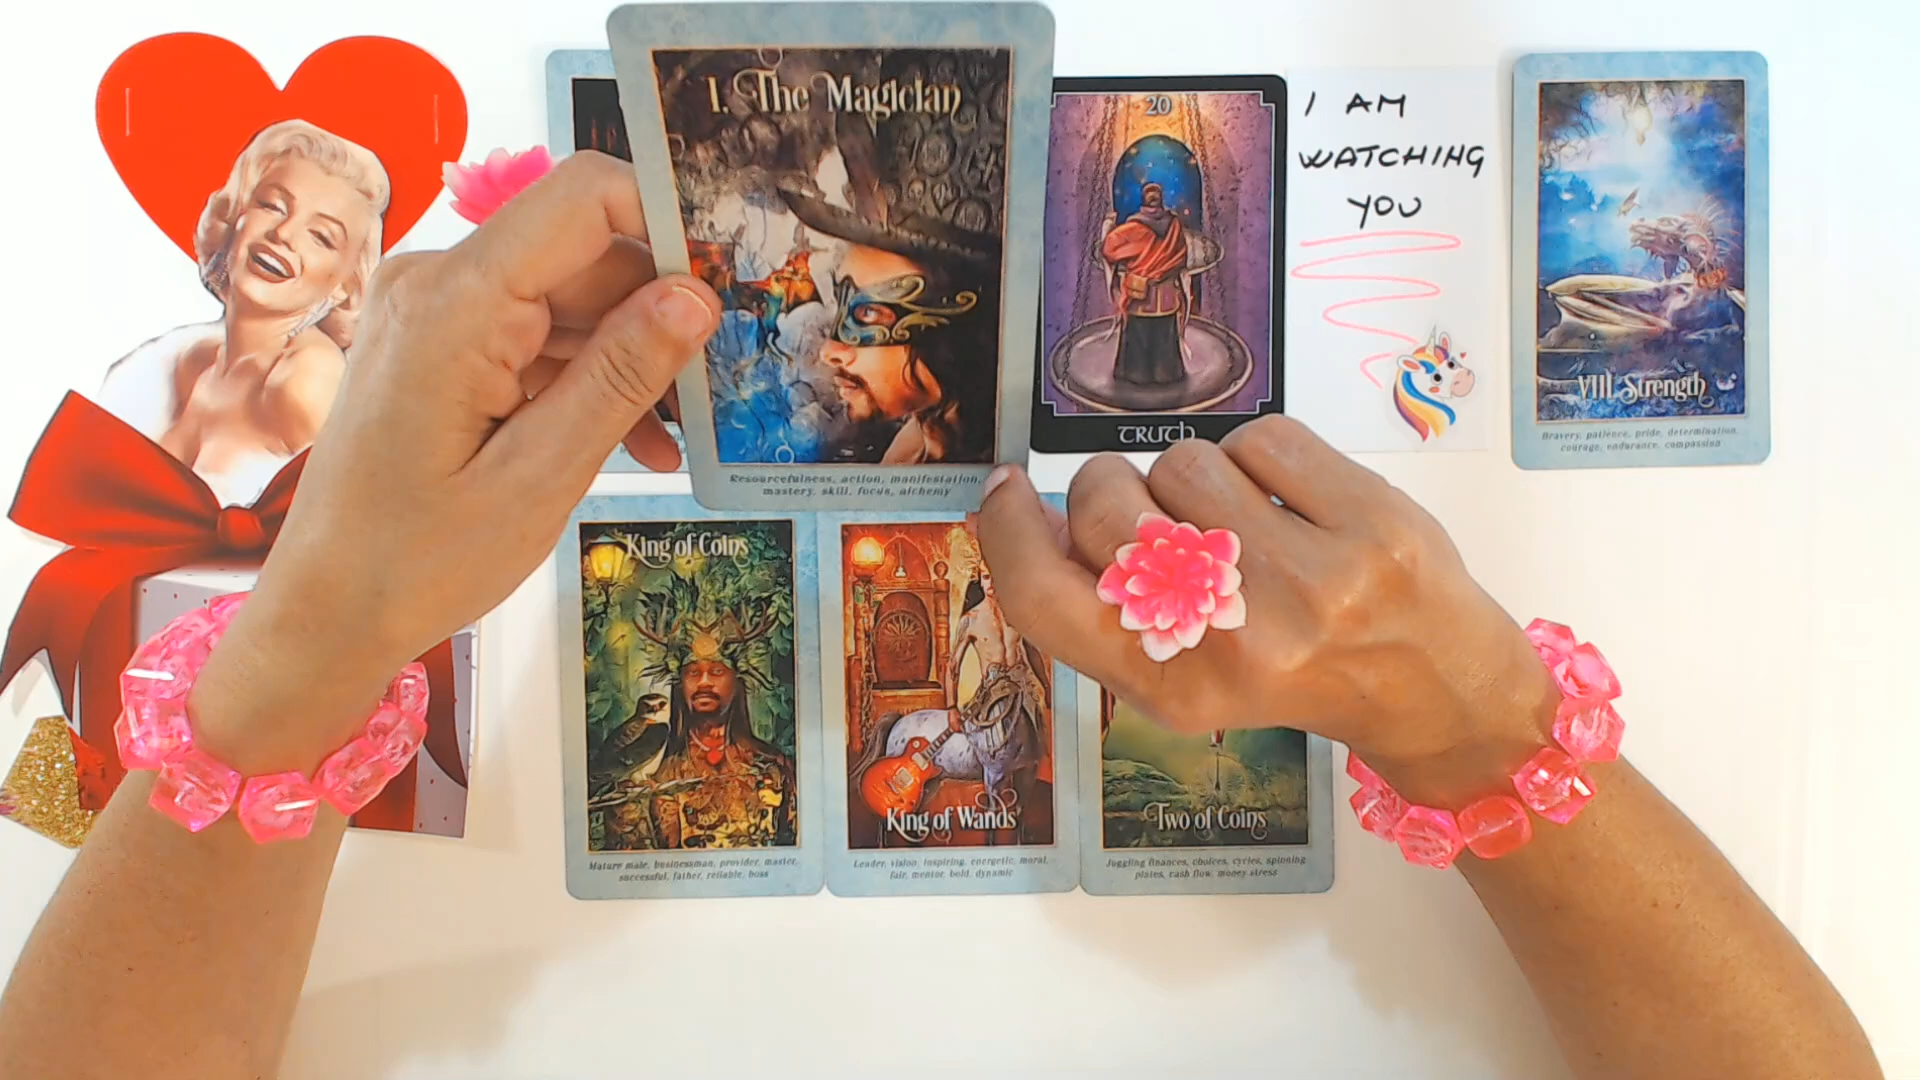 I. The Magician
Resourcefulness, action, manifestation,
mastery, skill, focus, alchemy
20
TRUTH
I AM
WATCHING
YOU
VIII. Strength
Bravery, patience, pride, determination,
courage, endurance, compassion
King of Coins
Mature male, businessman, provider, master,
successful, father, reliable, boss
King of Wands
Leader, vision, inspiring, energetic, moral,
fair, mentor, bold, dynamic
Two of Coins
Juggling finances, choices, cycles, spinning
plates, cash flow, money stress